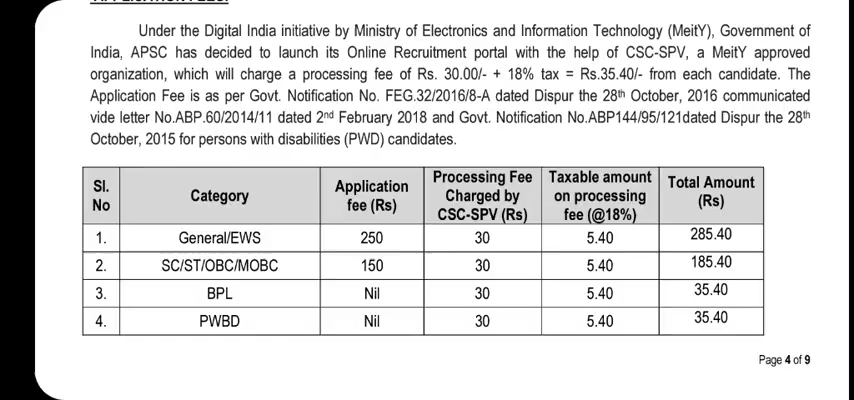 APPLICATION FEES:
Under the Digital India initiative by Ministry of Electronics and Information Technology (MeitY), Government of
India, APSC has decided to launch its Online Recruitment portal with the help of CSC-SPV, a MeitY approved
organization, which will charge a processing fee of Rs. 30.00/- + 18% tax = Rs.35.40/- from each candidate. The
Application Fee is as per Govt. Notification No. FEG.32/2016/8-A dated Dispur the 28th October, 2016 communicated
vide letter No.ABP.60/2014/11 dated 2nd February 2018 and Govt. Notification No.ABP144/95/121dated Dispur the 28th
October, 2015 for persons with disabilities (PWD) candidates.
Sl. No | Category | Application fee (Rs) | Processing Fee Charged by CSC-SPV (Rs) | Taxable amount on processing fee (@18%) | Total Amount (Rs)
1. | General/EWS | 250 | 30 | 5.40 | 285.40
2. | SC/ST/OBC/MOBC | 150 | 30 | 5.40 | 185.40
3. | BPL | Nil | 30 | 5.40 | 35.40
4. | PWBD | Nil | 30 | 5.40 | 35.40
Page 4 of 9